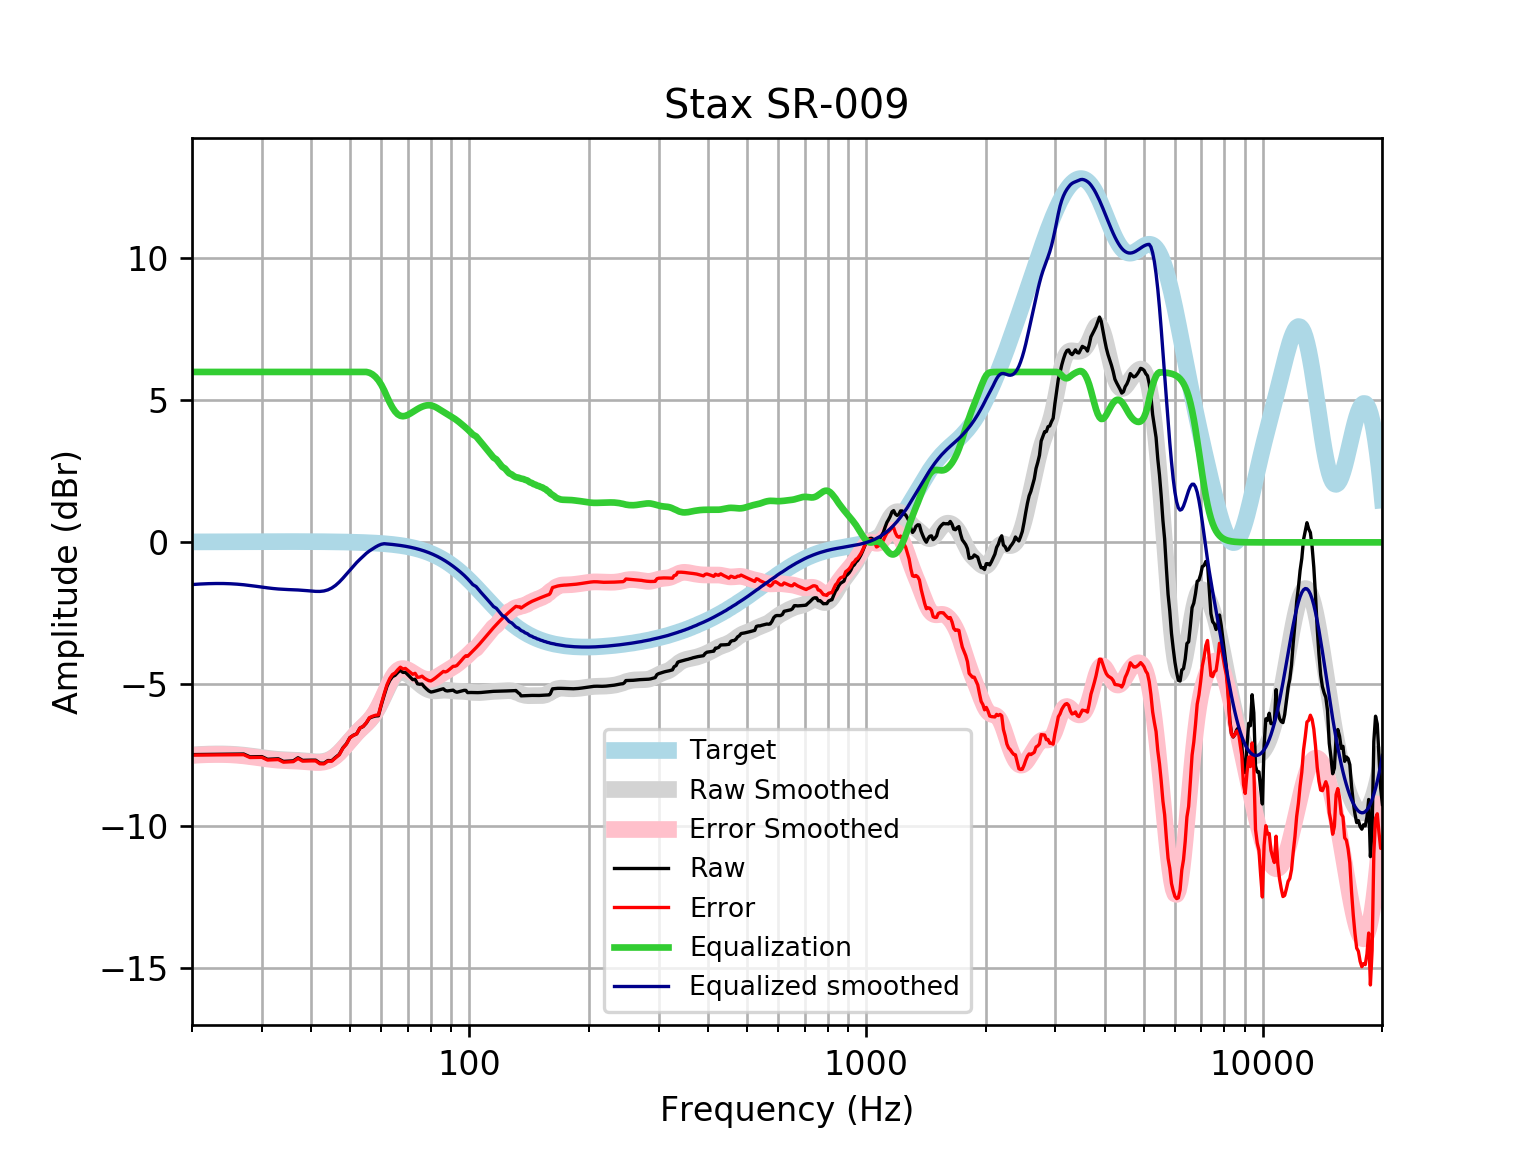 Stax SR-009
Amplitude (dBr)
10
5
0
−5
−10
−15
Target
Raw Smoothed
Error Smoothed
Raw
Error
Equalization
Equalized smoothed
100
1000
10000
Frequency (Hz)